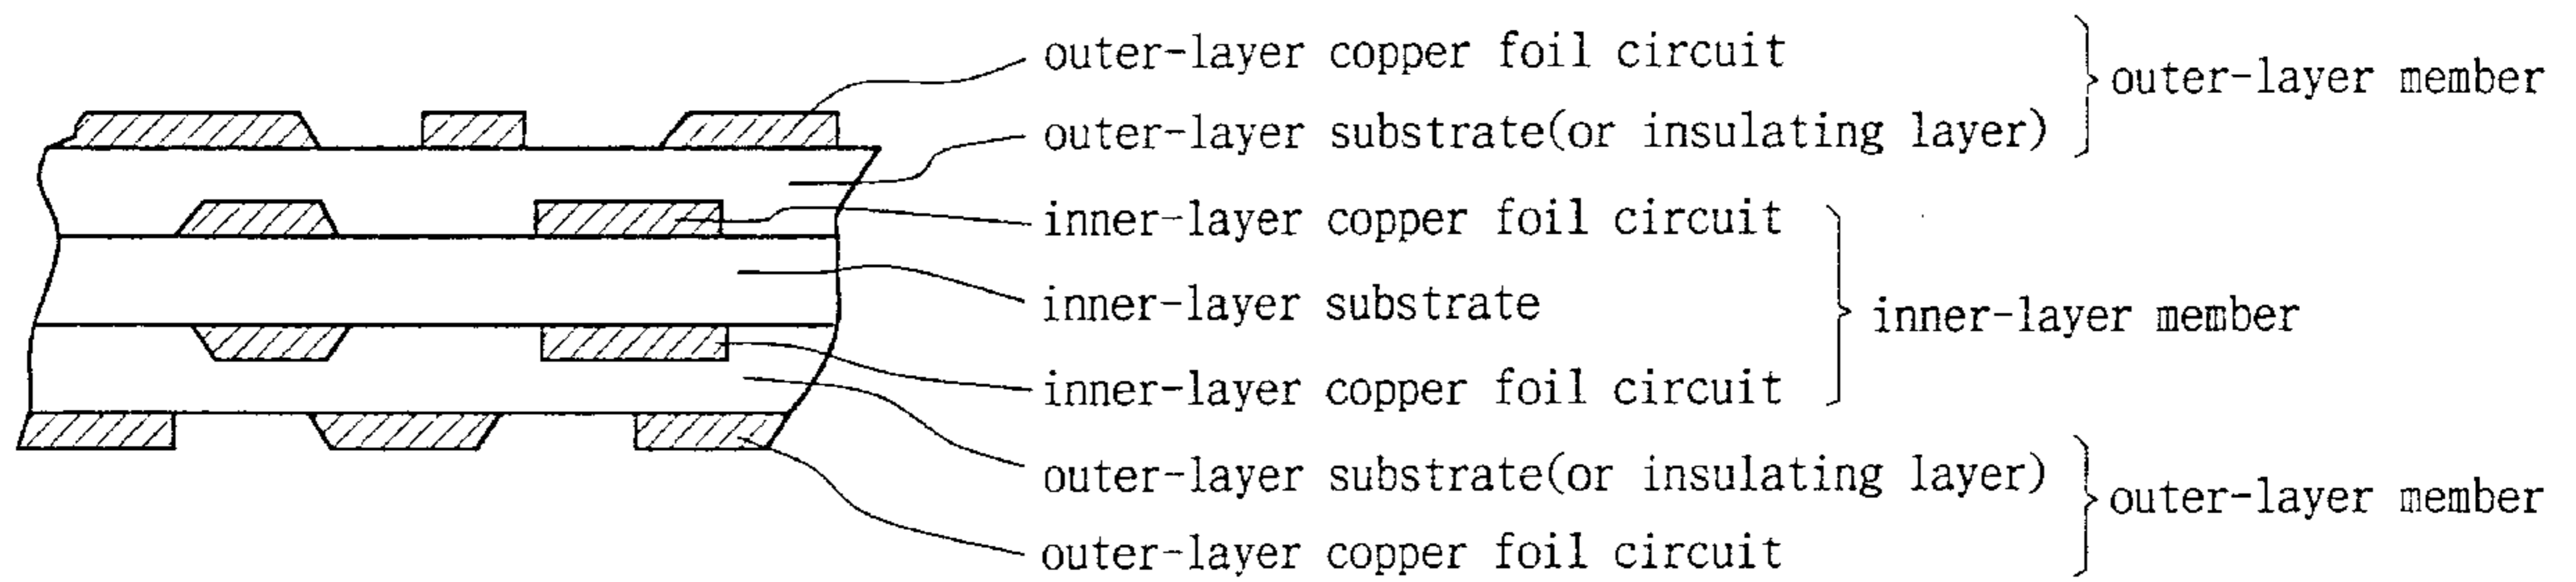 outer-layer copper foil circuit
outer-layer member
outer-layer substrate(or insulating layer)
inner-layer copper foil circuit
inner-layer substrate
inner-layer member
inner-layer copper foil circuit
outer-layer substrate(or insulating layer)
outer-layer member
outer-layer copper foil circuit